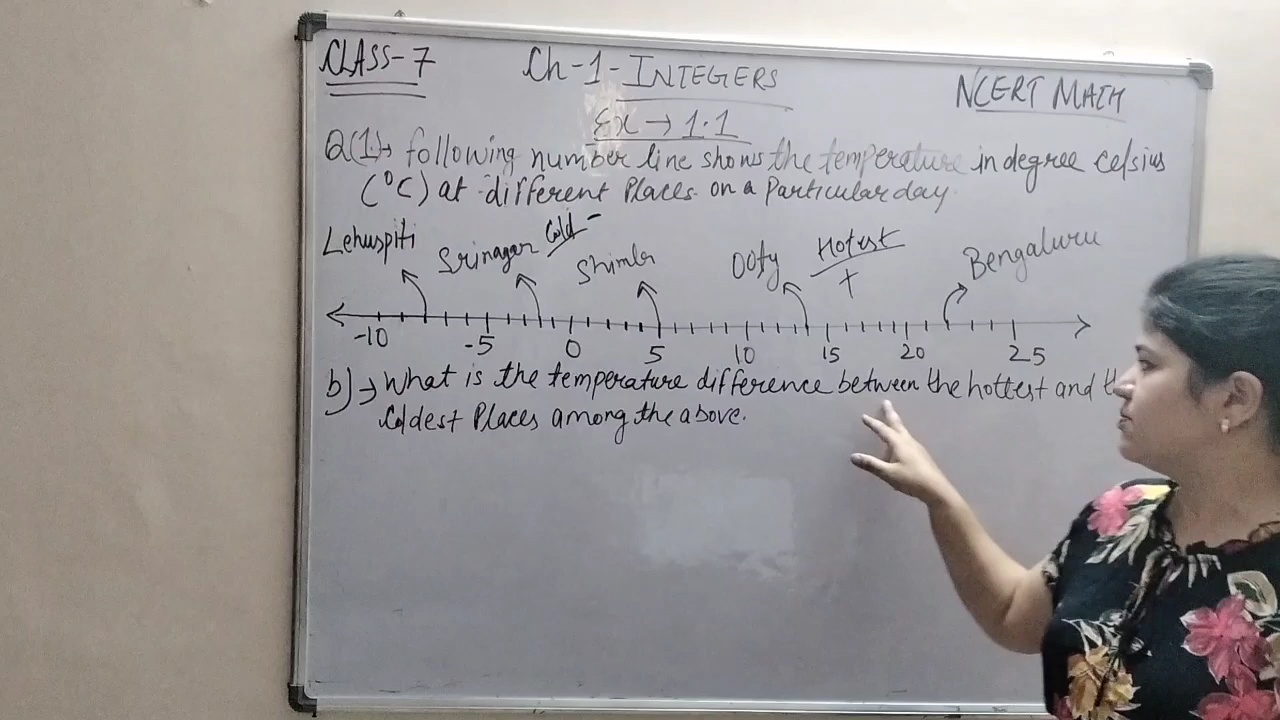 CLASS-7 Ch-1-INTEGERS NCERT MATH
Ex → 1.1
Q(1)→ following number line shows the temperature in degree celsius
(°C) at different Places on a Particular day.
Lehuspiti Srinagar Cold - Shimla Ooty Hotest + Bengaluru
-10 -5 0 5 10 15 20 25
b)→ What is the temperature difference between the hottest and
Coldest Places among the above.